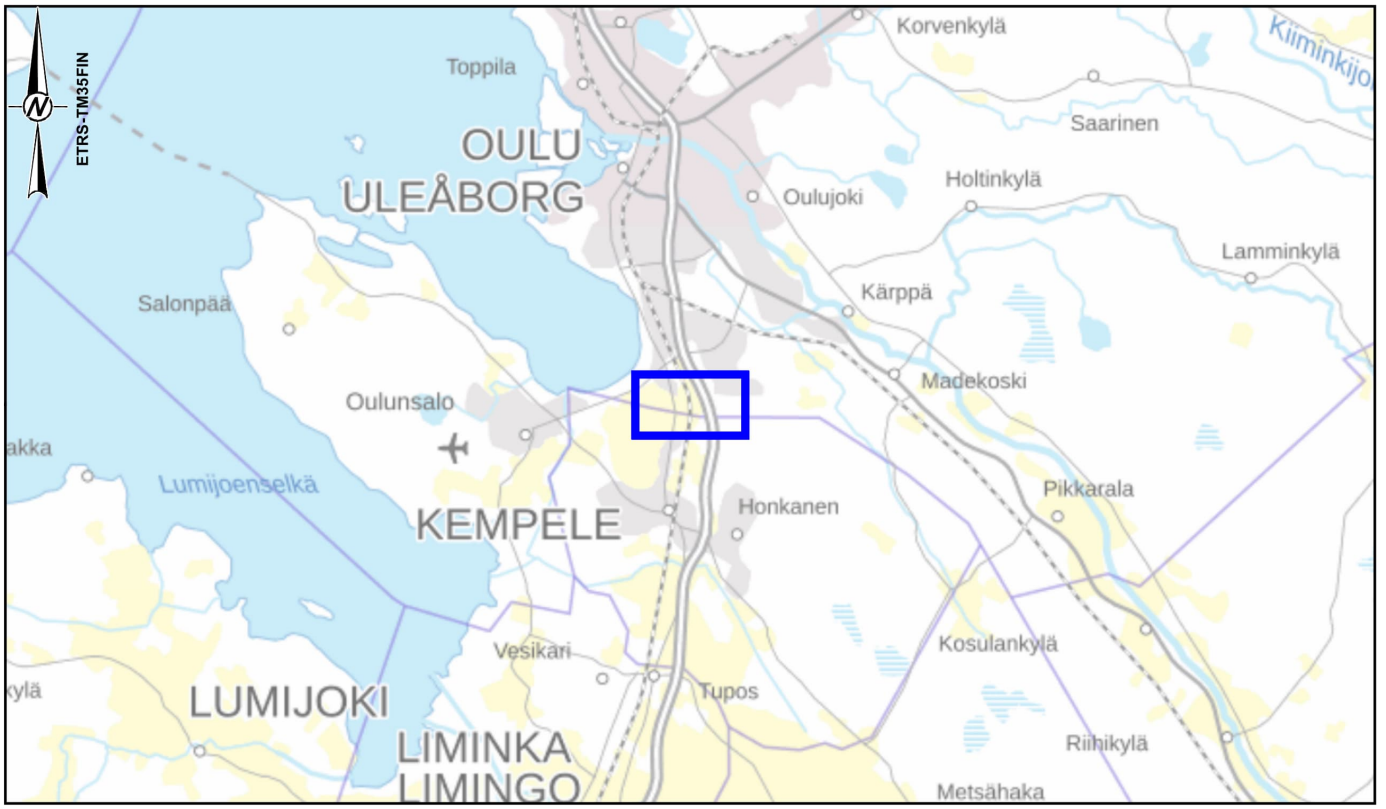 Korvenkylä
Kiiminkijo
Toppila
N
ETRS-TM35FIN
Saarinen
OULU
ULEÅBORG
Holtinkylä
Oulujoki
Lamminkylä
Kärppä
Salonpää
Madekoski
Oulunsalo
akka
Lumijoenselkä
Pikkarala
Honkanen
KEMPELE
Kosulankylä
Vesikari
kylä
Tupos
LUMIJOKI
LIMINKA
LIMINGO
Riihikylä
Metsähaka